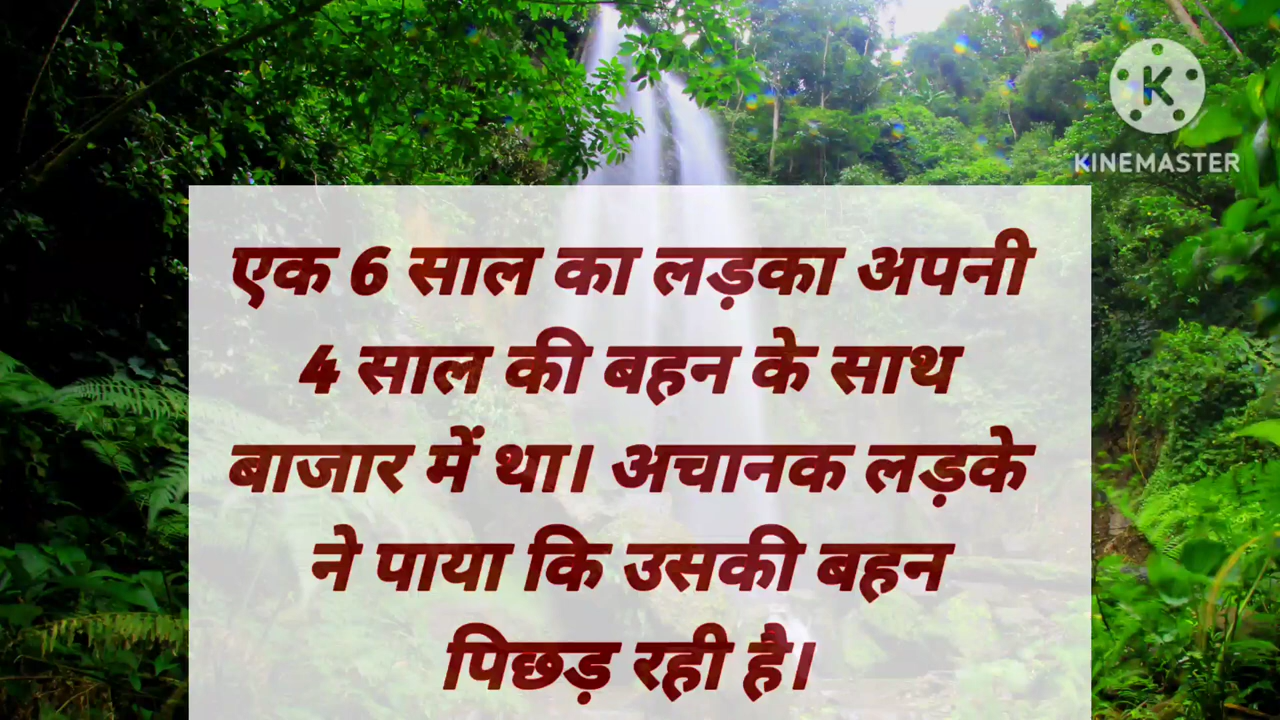 K
KINEMASTER
एक 6 साल का लड़का अपनी
4 साल की बहन के साथ
बाजार में था। अचानक लड़के
ने पाया कि उसकी बहन
पिछड़ रही है।